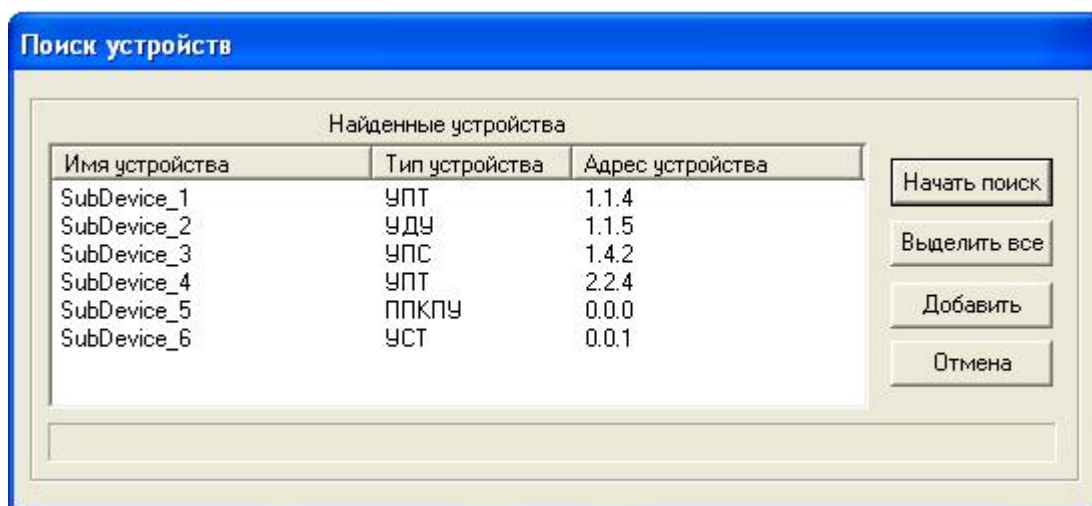 Поиск устройств
Найденные устройства
Имя устройства Тип устройства Адрес устройства
SubDevice_1 УПТ 1.1.4
SubDevice_2 УДУ 1.1.5
SubDevice_3 УПС 1.4.2
SubDevice_4 УПТ 2.2.4
SubDevice_5 ППКПУ 0.0.0
SubDevice_6 УСТ 0.0.1
Начать поиск
Выделить все
Добавить
Отмена